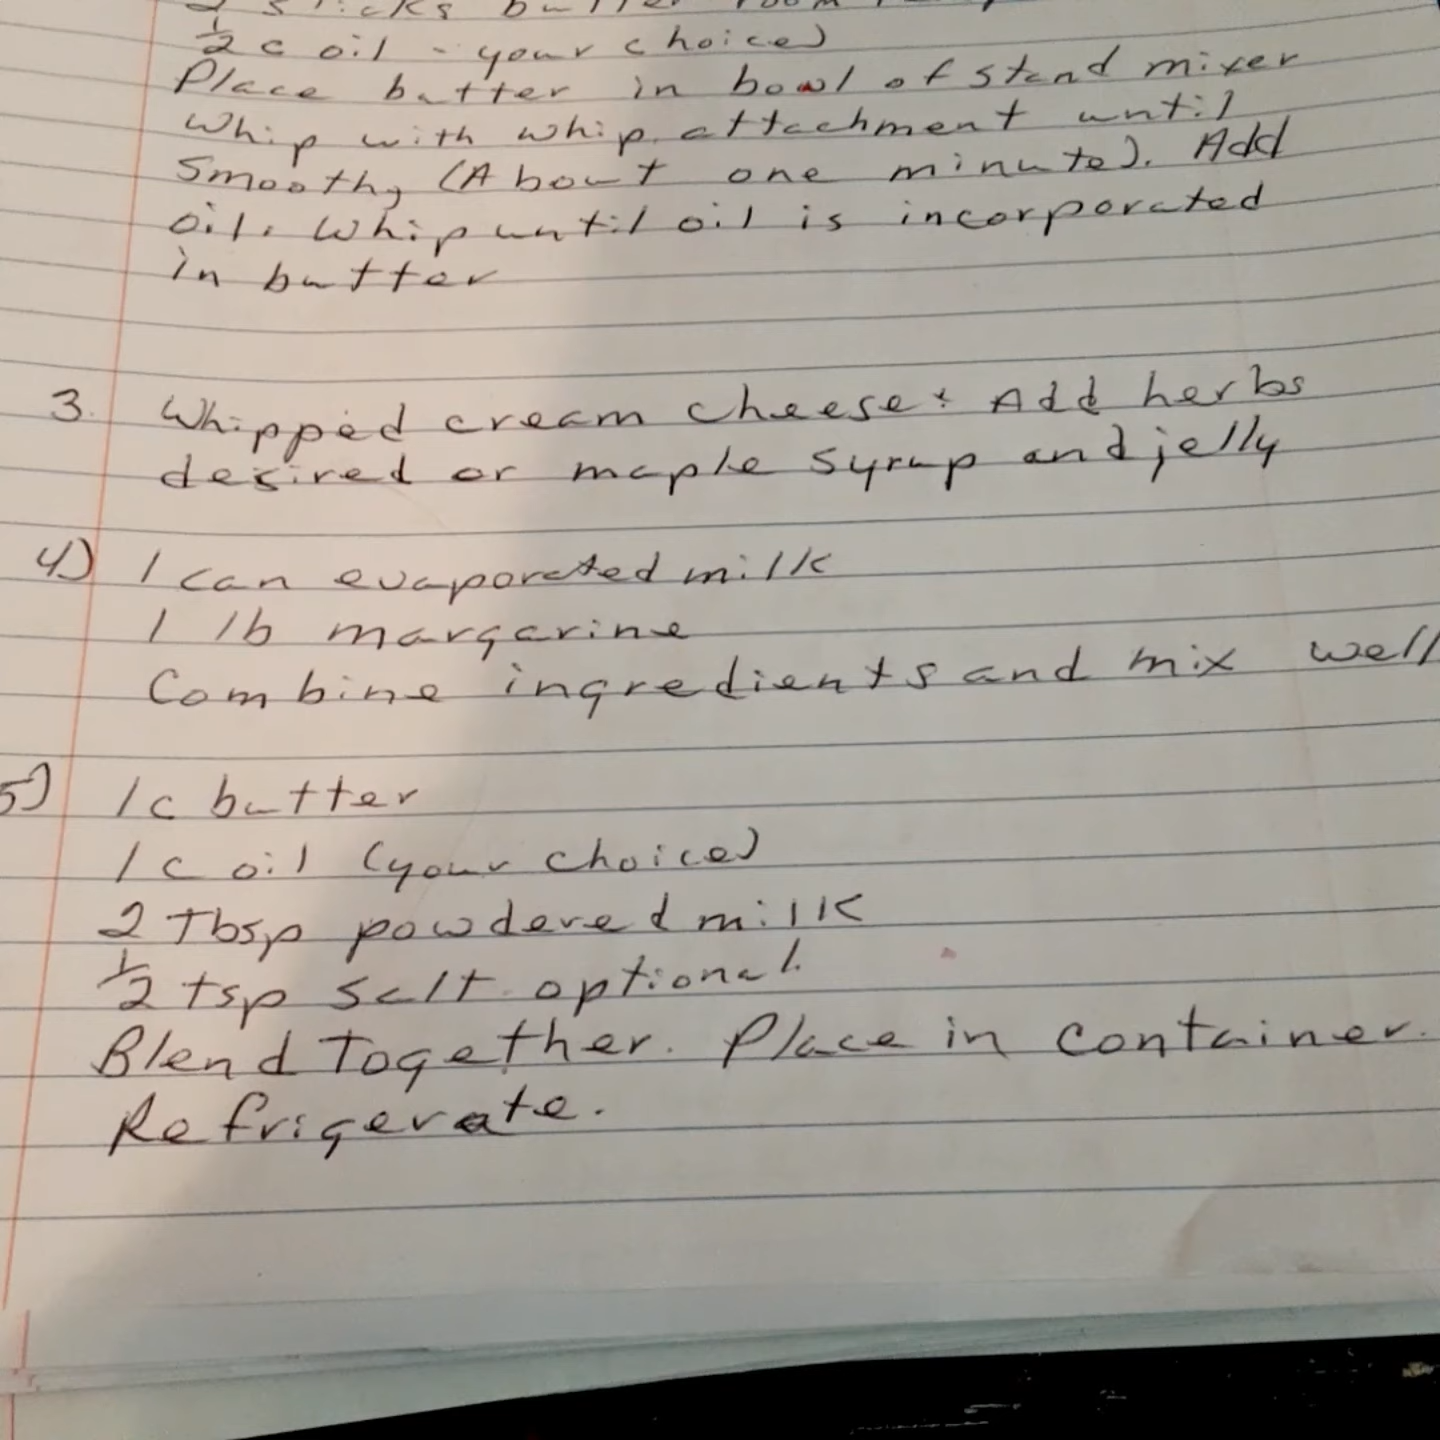 2 sticks butter room
1/2 c oil - your choice)
Place butter in bowl of stand mixer
Whip with whip attachment until
Smooth, (About one minute). Add
oil. Whip until oil is incorporated
in butter
3. Whipped cream cheese: Add herbs
desired or maple syrup and jelly
4) 1 can evaporated milk
1 lb margarine
Combine ingredients and mix well
5) 1c butter
1c oil (your choice)
2 Tbsp powdered milk
1/2 tsp salt optional.
Blend Together. Place in container.
Refrigerate.